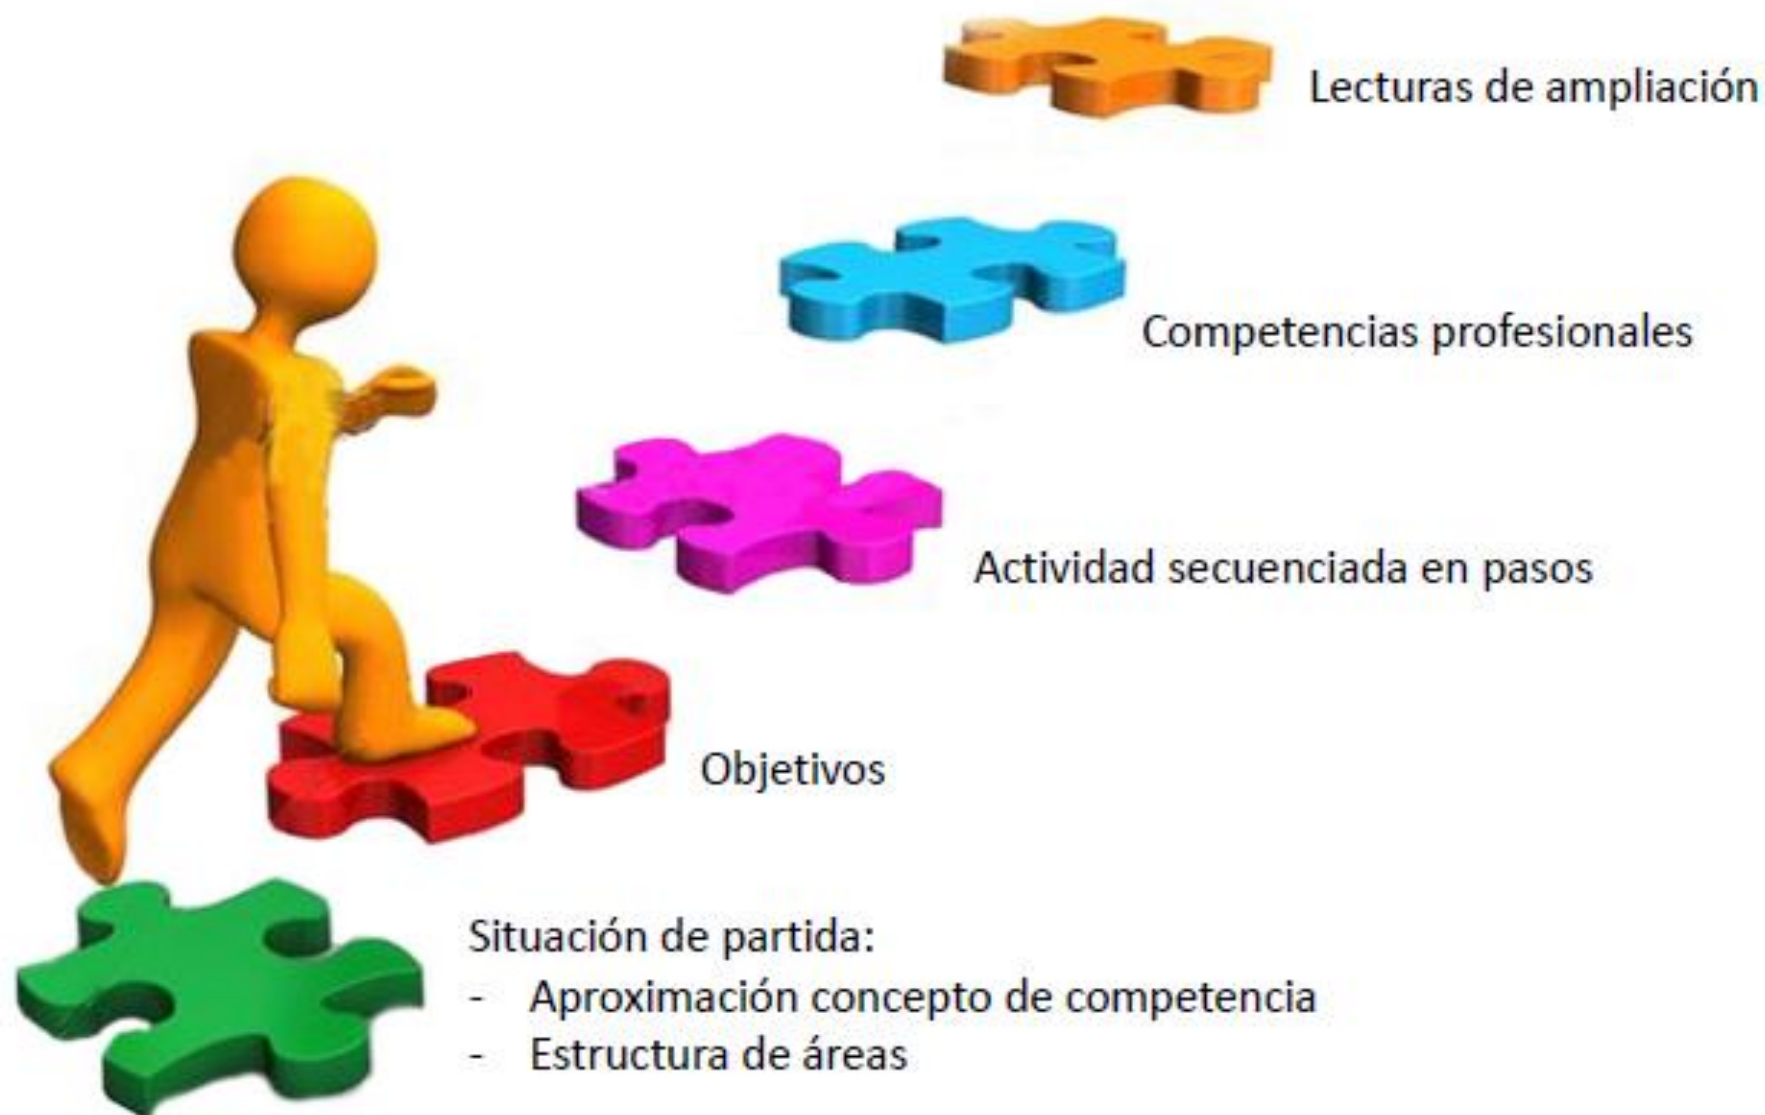 Lecturas de ampliación
Competencias profesionales
Actividad secuenciada en pasos
Objetivos
Situación de partida:
- Aproximación concepto de competencia
- Estructura de áreas